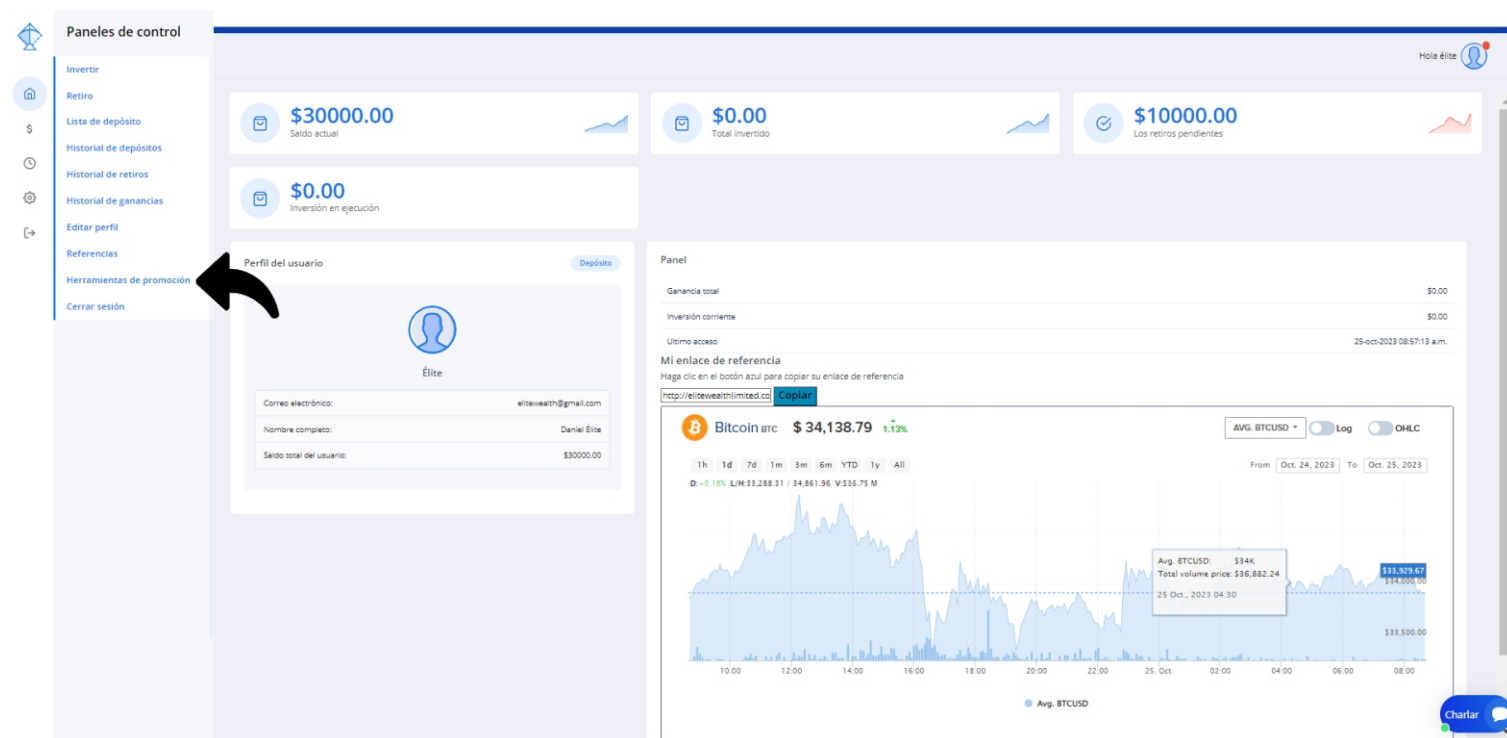 Paneles de control
Invertir
Retiro
Lista de depósito
Historial de depósitos
Historial de retiros
Historial de ganancias
Editar perfil
Referencias
Herramientas de promoción
Cerrar sesión
Hola élite
$30000.00
Saldo actual
$0.00
Total invertido
$10000.00
Los retiros pendientes
$0.00
Inversión en ejecución
Perfil del usuario
Depósito
Élite
Correo electrónico: elitewealth@gmail.com
Nombre completo: Daniel Élite
Saldo total del usuario: $30000.00
Panel
Ganancia total $0.00
Inversión corriente $0.00
Ultimo acceso 25-oct-2023 08:57:13 a.m.
Mi enlace de referencia
Haga clic en el botón azul para copiar su enlace de referencia
http://elitewealthlimited.co Copiar
Bitcoin BTC $ 34,138.79 1.13%
AVG. BTCUSD Log OHLC
1h 1d 7d 1m 3m 6m YTD 1y All
From Oct. 24, 2023 To Oct. 25, 2023
D:+0.18% L/H:33,288.31 / 34,861.96 V:$36.75 M
Avg. BTCUSD: $34K
Total volume price: $36,882.24
25 Oct., 2023 04:30
$33,929.67
$34,000.00
$33,500.00
10:00 12:00 14:00 16:00 18:00 20:00 22:00 25. Oct. 02:00 04:00 06:00 08:00
Avg. BTCUSD
Charlar